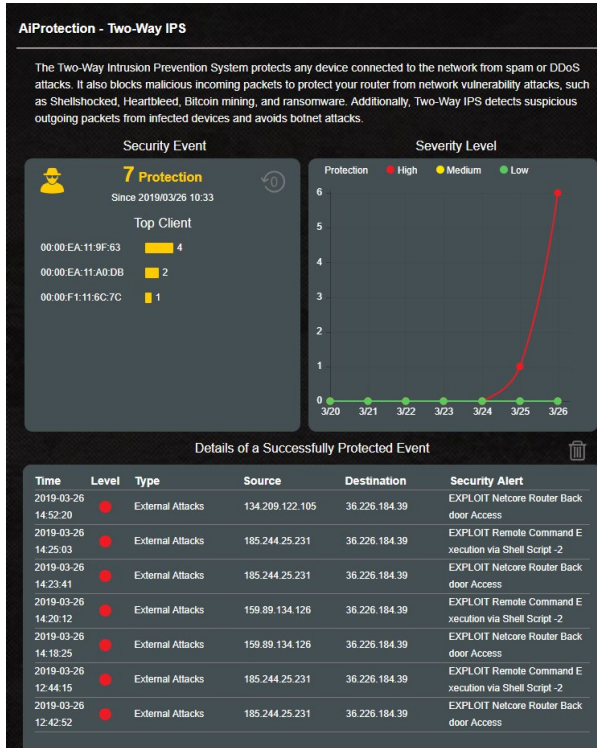 AiProtection - Two-Way IPS
The Two-Way Intrusion Prevention System protects any device connected to the network from spam or DDoS
attacks. It also blocks malicious incoming packets to protect your router from network vulnerability attacks, such
as Shellshocked, Heartbleed, Bitcoin mining, and ransomware. Additionally, Two-Way IPS detects suspicious
outgoing packets from infected devices and avoids botnet attacks.
Security Event
7 Protection
0
Since 2019/03/26 10:33
Top Client
00:00:EA:11:9F:63 4
00:00:EA:11:A0:DB 2
00:00:F1:11:6C:7C 1
Severity Level
Protection High Medium Low
6
5
4
3
2
1
0
3/20 3/21 3/22 3/23 3/24 3/25 3/26
Details of a Successfully Protected Event
Time Level Type Source Destination Security Alert
2019-03-26 EXPLOIT Netcore Router Back
External Attacks 134.209.122.105 36.226.184.39
14:52:20 door Access
2019-03-26 EXPLOIT Remote Command E
External Attacks 185.244.25.231 36.226.184.39
14:25:03 xecution via Shell Script -2
2019-03-26 EXPLOIT Netcore Router Back
External Attacks 185.244.25.231 36.226.184.39
14:23:41 door Access
2019-03-26 EXPLOIT Remote Command E
External Attacks 159.89.134.126 36.226.184.39
14:20:12 xecution via Shell Script -2
2019-03-26 EXPLOIT Netcore Router Back
External Attacks 159.89.134.126 36.226.184.39
14:18:25 door Access
2019-03-26 EXPLOIT Remote Command E
External Attacks 185.244.25.231 36.226.184.39
12:44:15 xecution via Shell Script -2
2019-03-26 EXPLOIT Netcore Router Back
External Attacks 185.244.25.231 36.226.184.39
12:42:52 door Access